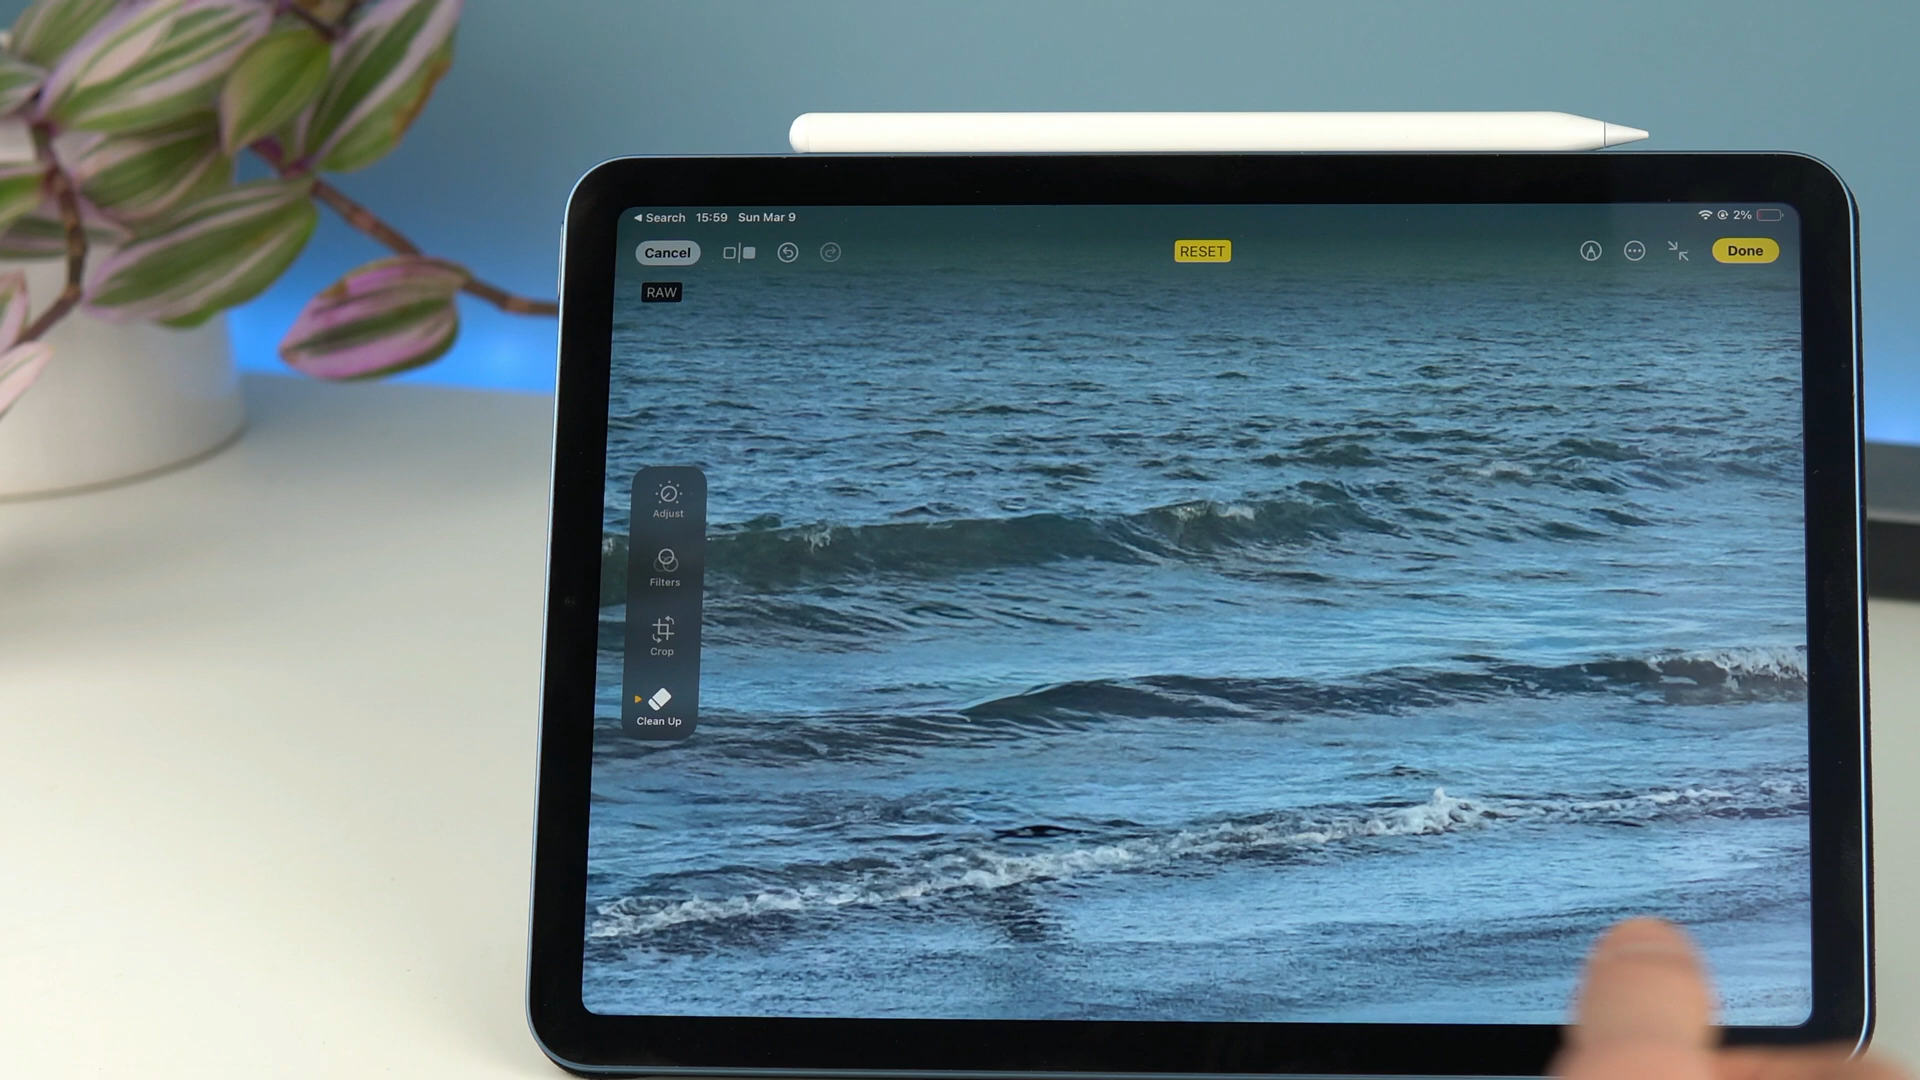 ◀ Search 15:59 Sun Mar 9 2%
Cancel RESET Done
RAW
Adjust
Filters
Crop
Clean Up